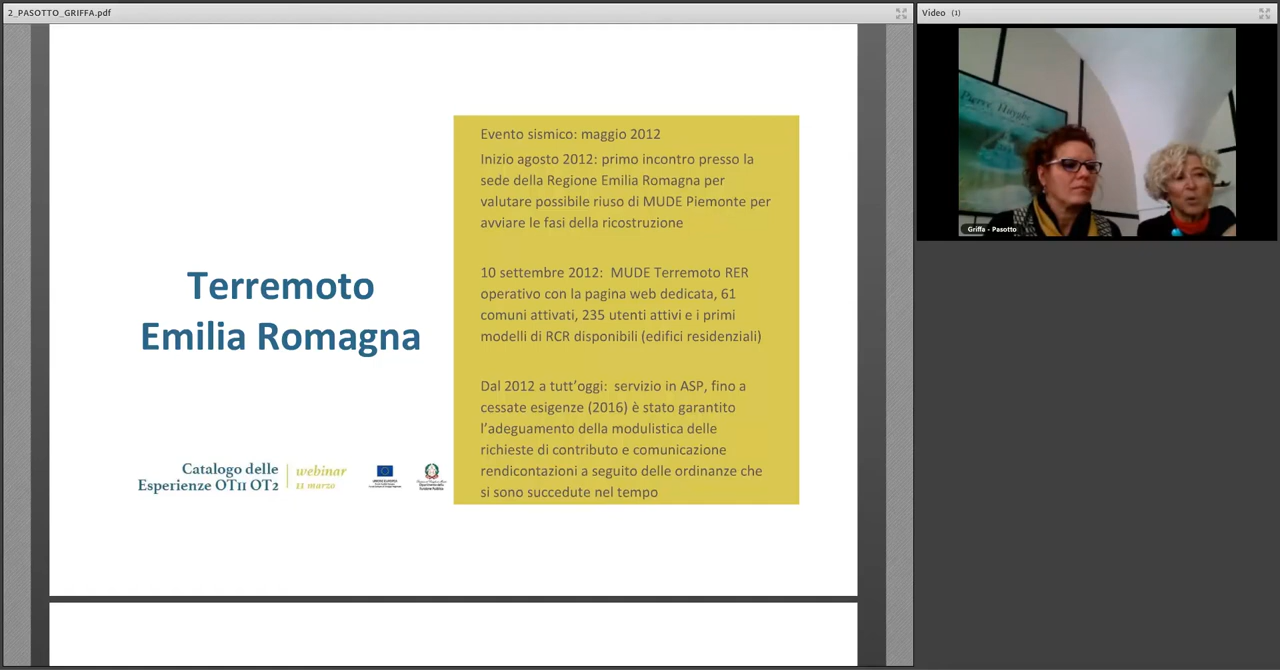 2_PASOTTO_GRIFFA.pdf
Video (1)
Pierre Huyghe
Griffa - Pasotto
Evento sismico: maggio 2012
Inizio agosto 2012: primo incontro presso la
sede della Regione Emilia Romagna per
valutare possibile riuso di MUDE Piemonte per
avviare le fasi della ricostruzione
10 settembre 2012: MUDE Terremoto RER
operativo con la pagina web dedicata, 61
comuni attivati, 235 utenti attivi e i primi
modelli di RCR disponibili (edifici residenziali)
Dal 2012 a tutt’oggi: servizio in ASP, fino a
cessate esigenze (2016) è stato garantito
l’adeguamento della modulistica delle
richieste di contributo e comunicazione
rendicontazioni a seguito delle ordinanze che
si sono succedute nel tempo
Terremoto
Emilia Romagna
Catalogo delle
Esperienze OT11 OT2
webinar
11 marzo